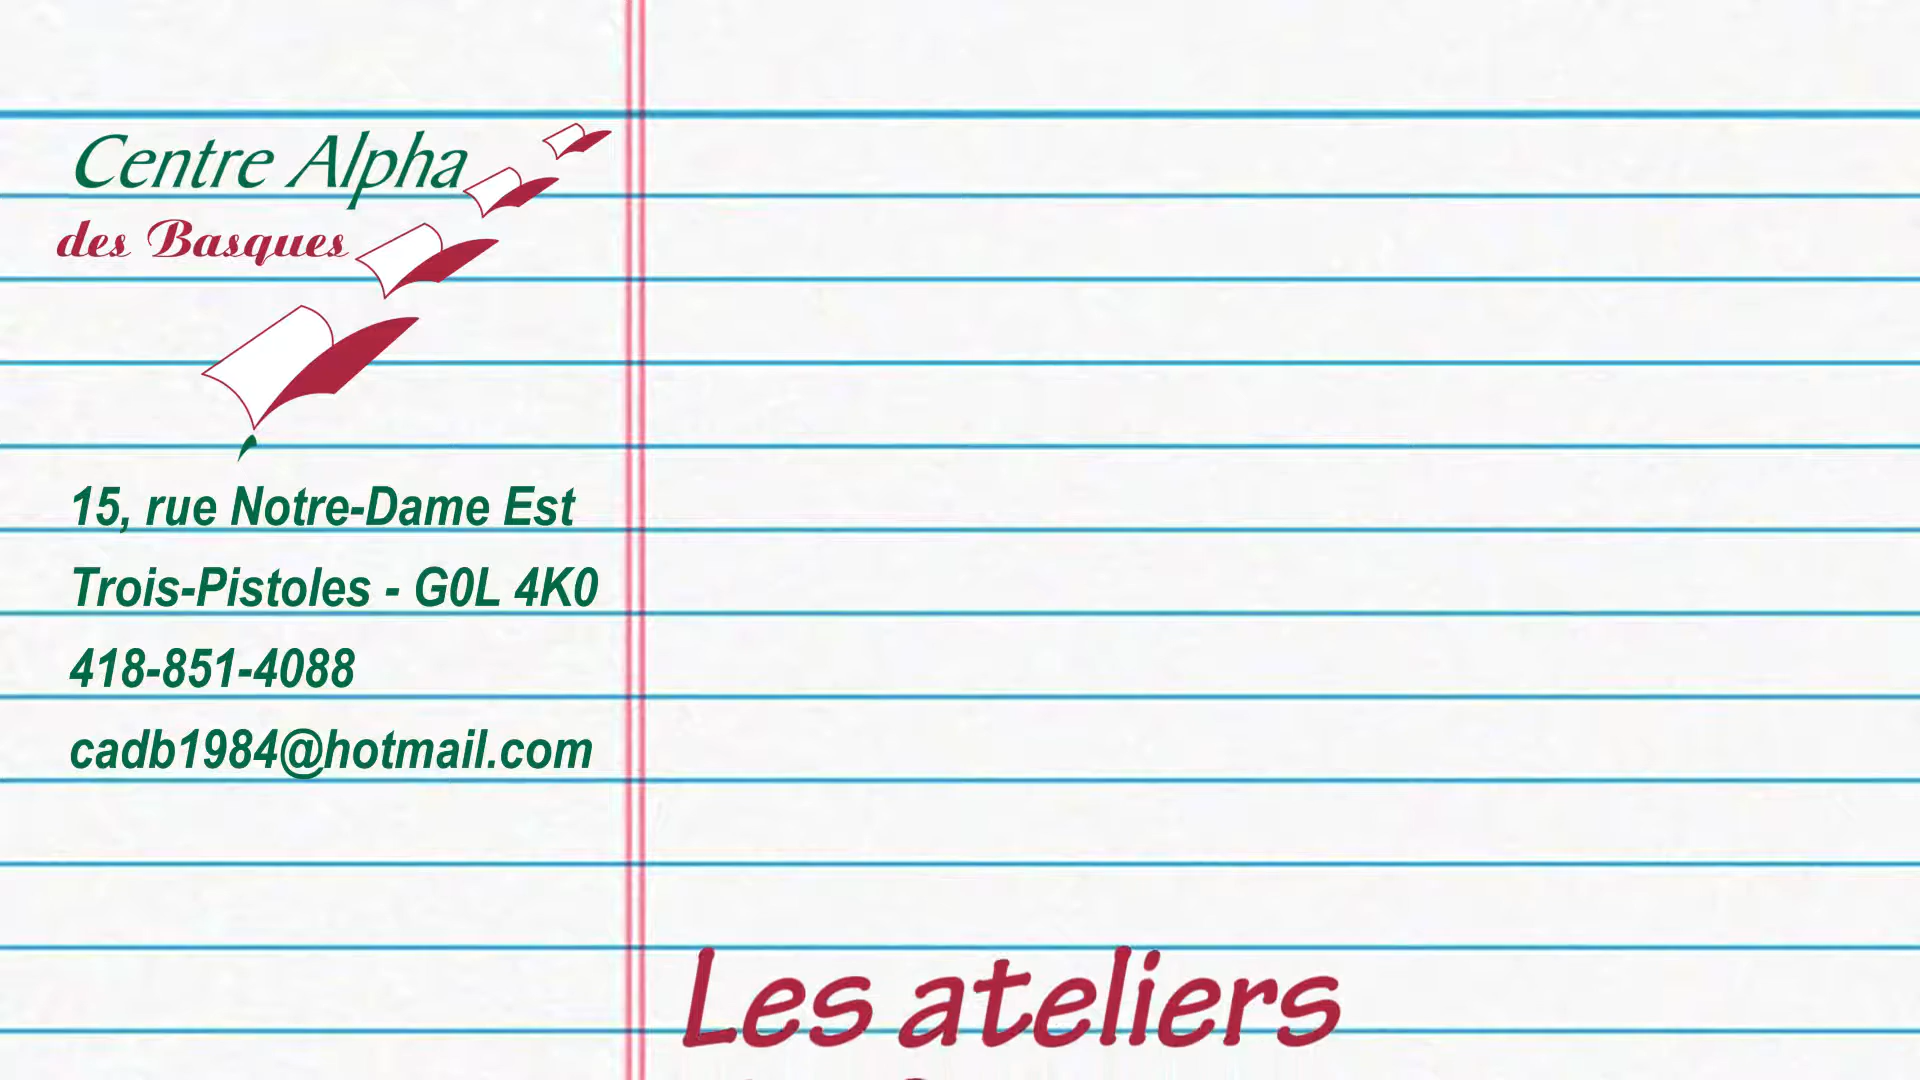 Centre Alpha
des Basques
15, rue Notre-Dame Est
Trois-Pistoles - G0L 4K0
418-851-4088
cadb1984@hotmail.com
Les ateliers